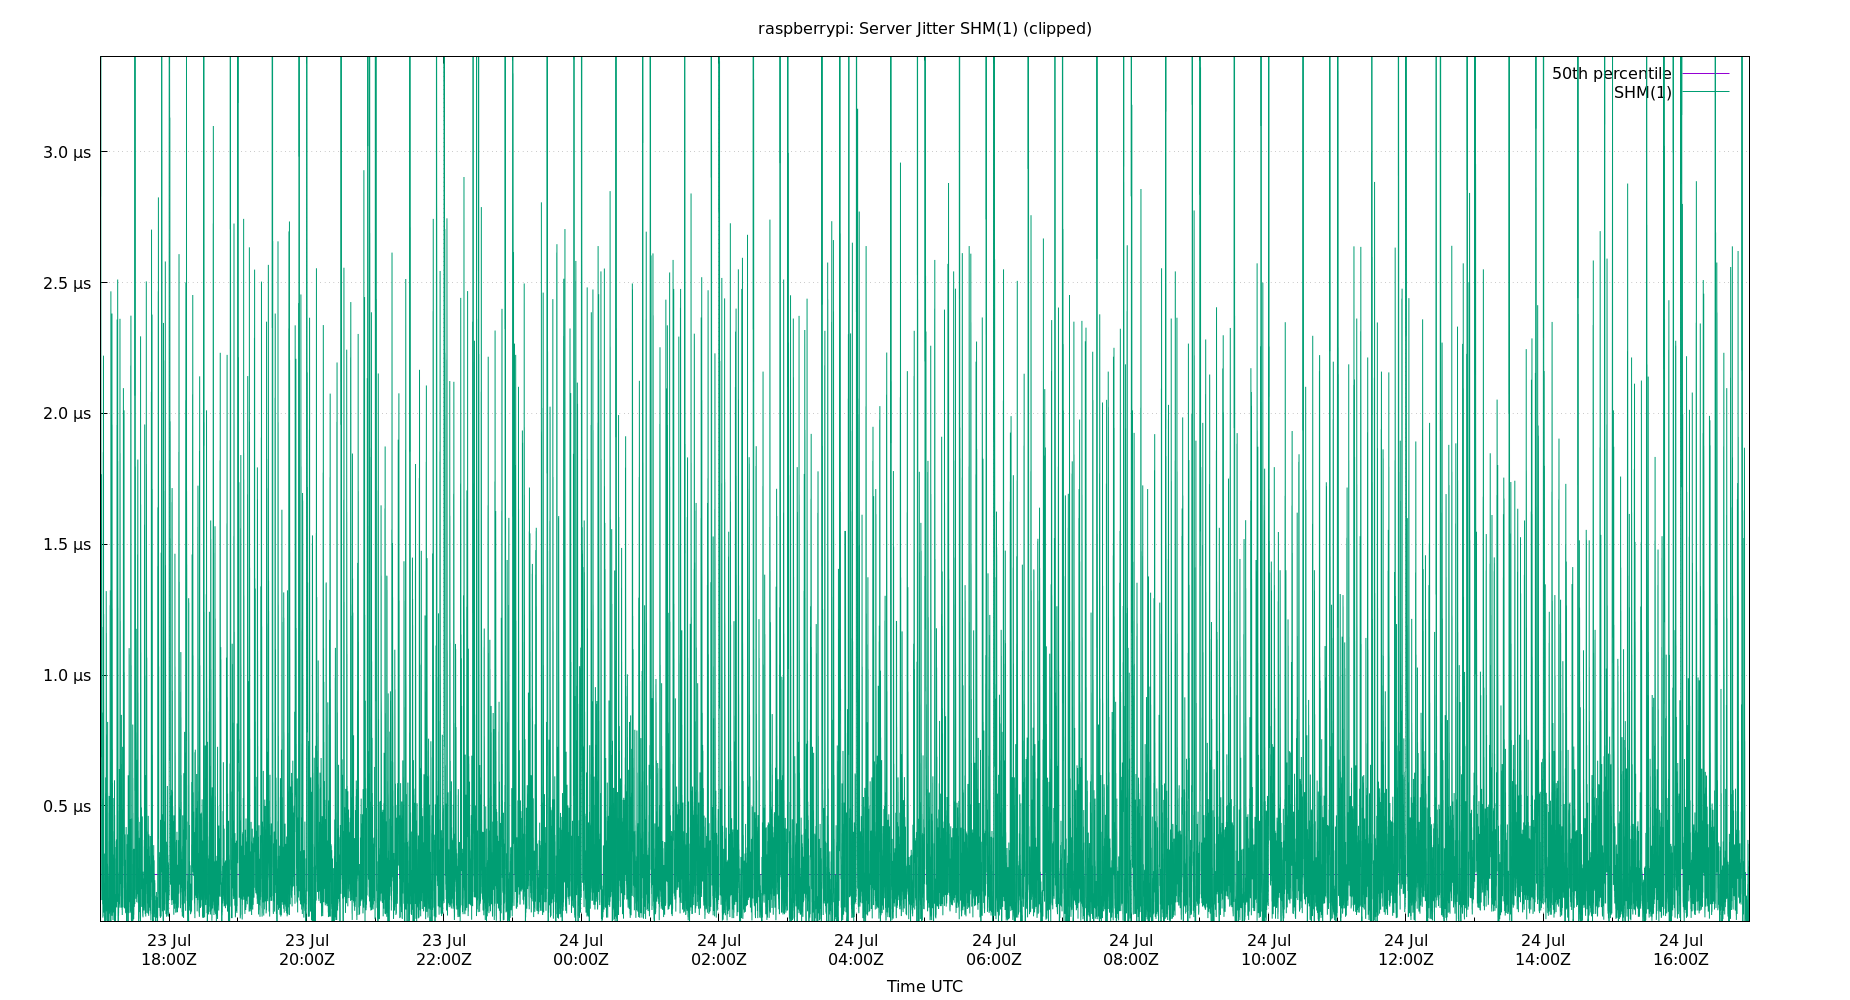 raspberrypi: Server Jitter SHM(1) (clipped)
50th percentile
SHM(1)
3.0 µs
2.5 µs
2.0 µs
1.5 µs
1.0 µs
0.5 µs
23 Jul 23 Jul 23 Jul 24 Jul 24 Jul 24 Jul 24 Jul 24 Jul 24 Jul 24 Jul 24 Jul 24 Jul
18:00Z 20:00Z 22:00Z 00:00Z 02:00Z 04:00Z 06:00Z 08:00Z 10:00Z 12:00Z 14:00Z 16:00Z
Time UTC